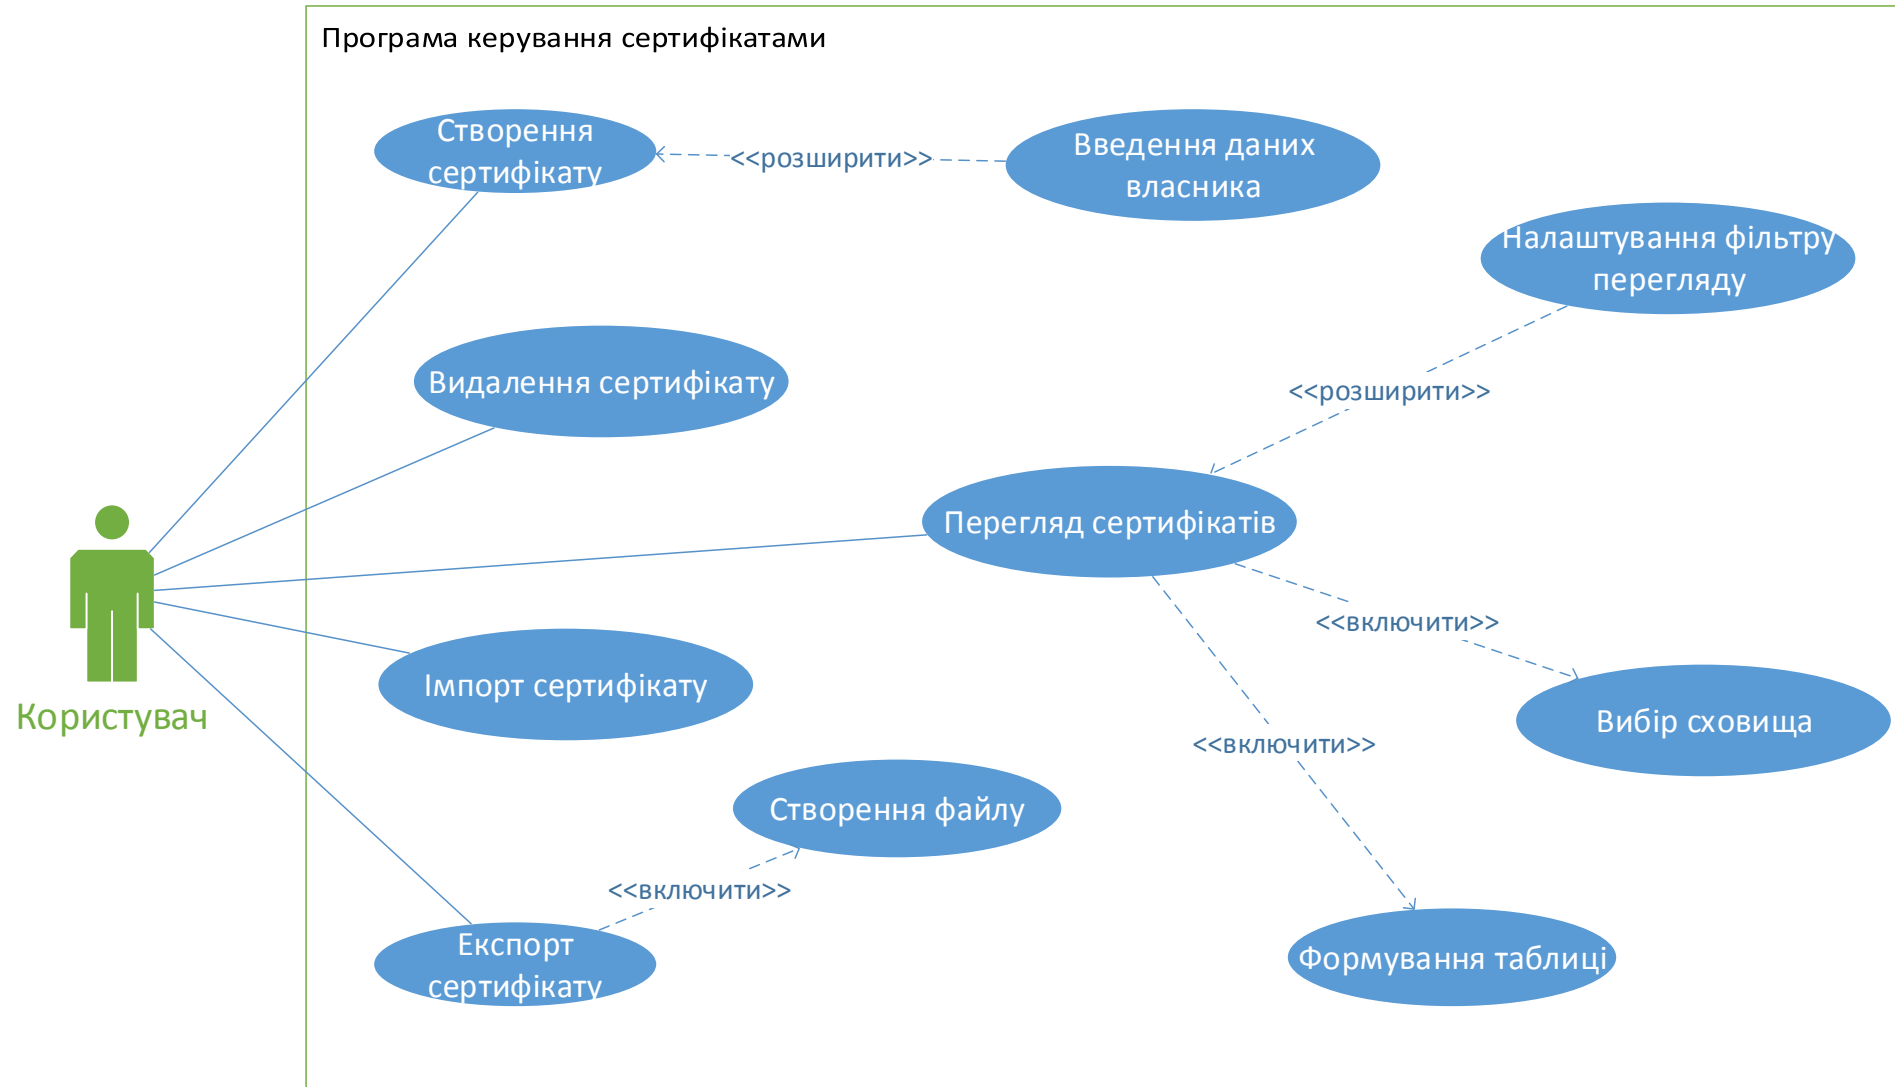 Програма керування сертифікатами
Створення
сертифікату
<<розширити>>
Введення даних
власника
Налаштування фільтру
перегляду
<<розширити>>
Видалення сертифікату
Перегляд сертифікатів
<<включити>>
Імпорт сертифікату
Користувач
Вибір сховища
<<включити>>
Створення файлу
<<включити>>
Експорт
сертифікату
Формування таблиці